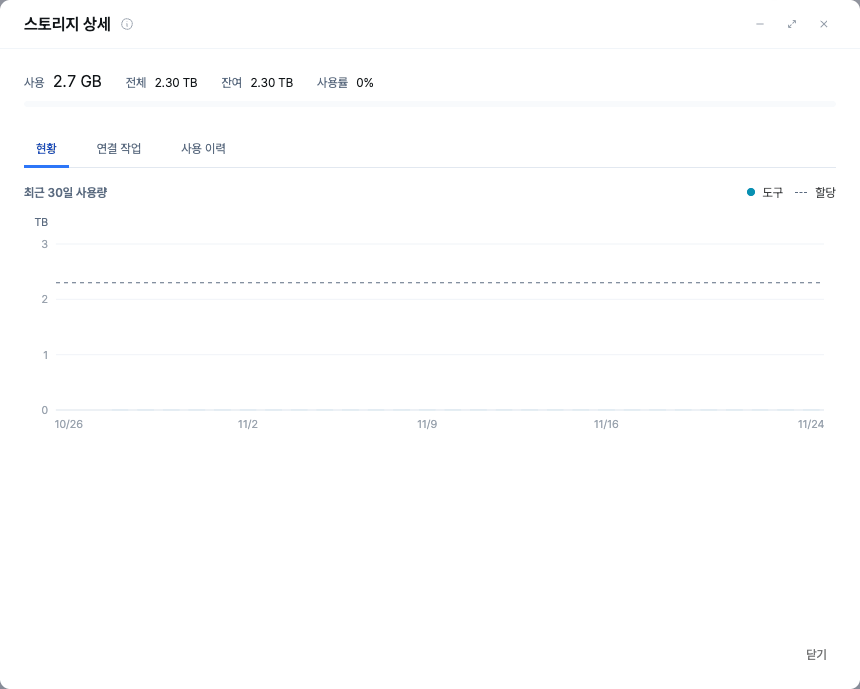 스토리지 상세
사용 2.7 GB 전체 2.30 TB 잔여 2.30 TB 사용률 0%
현황 연결 작업 사용 이력
최근 30일 사용량 도구 할당
TB
3
2
1
0
10/26 11/2 11/9 11/16 11/24
닫기